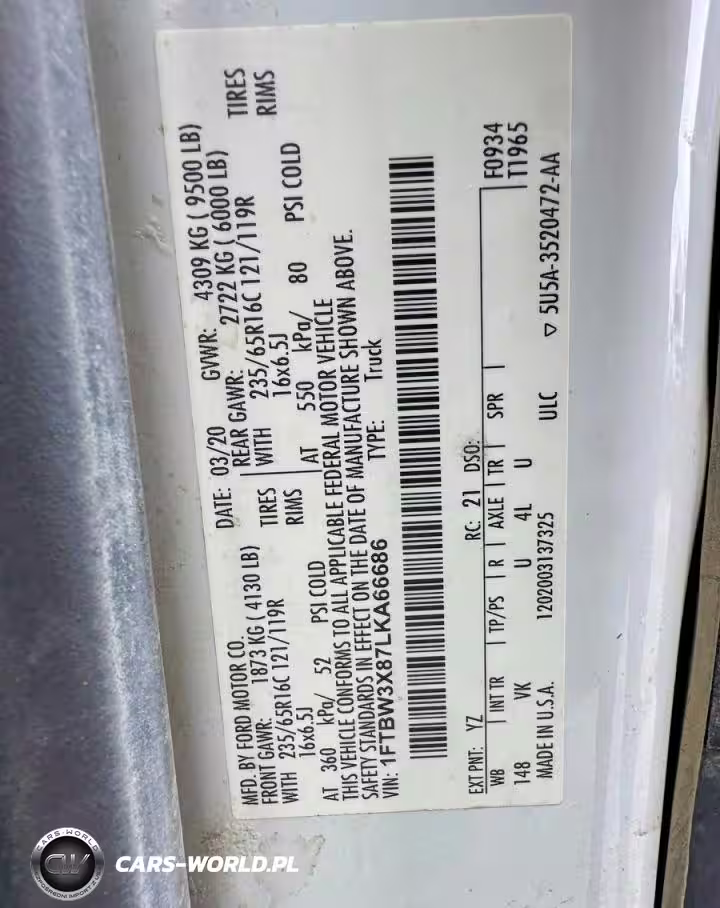 MFD. BY FORD MOTOR CO.
DATE: 03/20
GVWR: 4309 KG ( 9500 LB)
FRONT GAWR: 1873 KG ( 4130 LB)
REAR GAWR: 2722 KG ( 6000 LB)
WITH 235/65R16C 121/119R TIRES
WITH 235/65R16C 121/119R TIRES
16x6.5J RIMS
16x6.5J RIMS
AT 360 kPa/ 52 PSI COLD
AT 550 kPa/ 80 PSI COLD
THIS VEHICLE CONFORMS TO ALL APPLICABLE FEDERAL MOTOR VEHICLE
SAFETY STANDARDS IN EFFECT ON THE DATE OF MANUFACTURE SHOWN ABOVE.
VIN: 1FTBW3X87LKA66686
TYPE: Truck
EXT PNT: YZ
RC: 21 DSO:
F0934
T1965
WB INT TR TP/PS R AXLE TR SPR
148 VK U 4L U
MADE IN U.S.A. 1202003137325 ULC ▽ 5U5A-3520472-AA
CARS-WORLD
CW
CARS-WORLD.PL